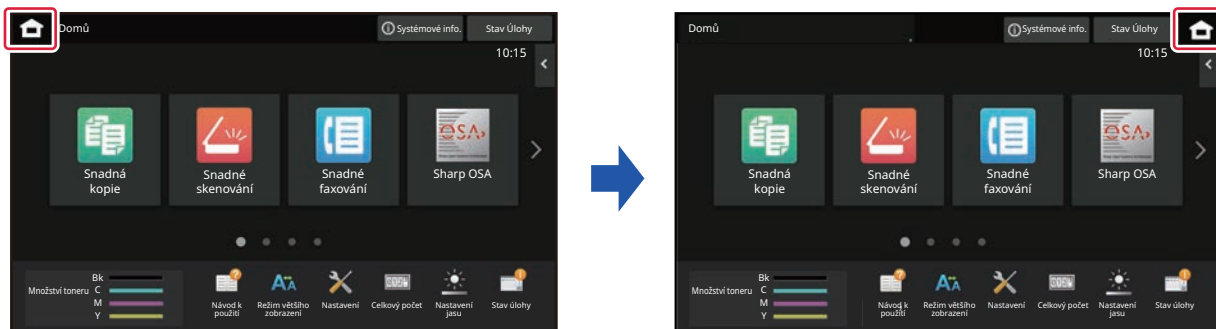 Domů
Systémové info.
Stav Úlohy
10:15
Snadná
kopie
Snadné
skenování
OSA
Snadné
faxování
Sharp OSA
Množství toneru
Bk
C
M
Y
Návod k
použití
Režim většího
zobrazení
Nastavení
Celkový počet
Nastavení
jasu
Stav úlohy
Domů
Systémové info.
Stav Úlohy
10:15
Snadná
kopie
Snadné
skenování
Snadné
faxování
OSA
Sharp OSA
Množství toneru
Bk
C
M
Y
Návod k
použití
Režim většího
zobrazení
Nastavení
Celkový počet
Nastavení
jasu
Stav úlohy